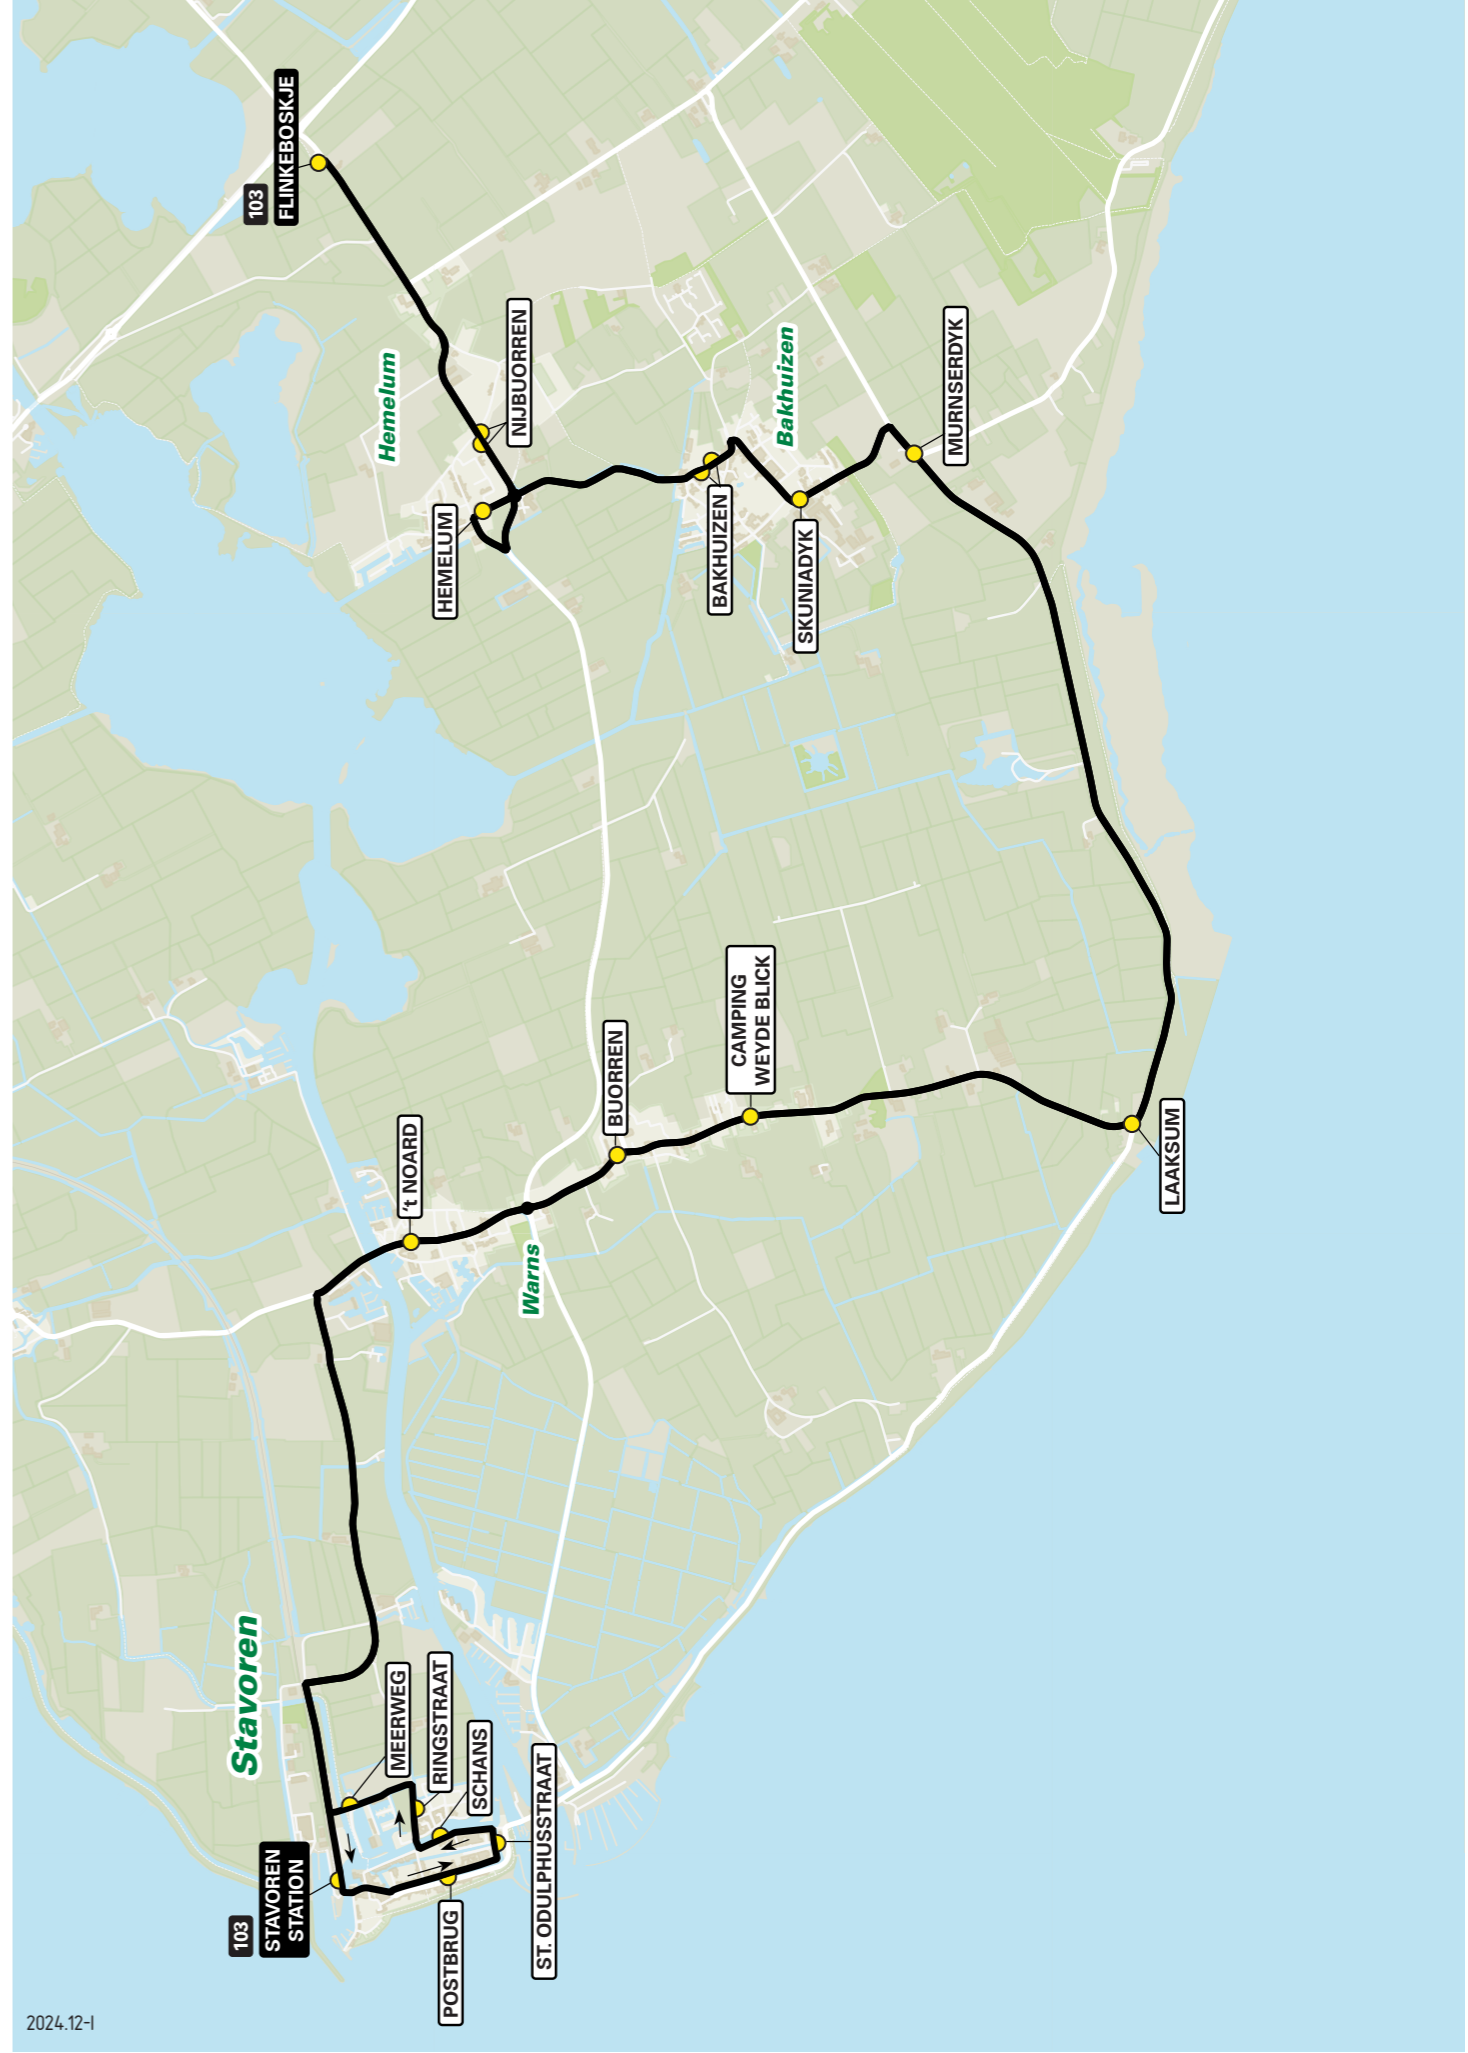 103
FLINKEBOSKJE
Hemelum
NIJBUORREN
HEMELUM
Bakhuizen
BAKHUIZEN
SKUNIADYK
MURNSERDYK
CAMPING
WEYDE BLICK
BUORREN
't NOARD
Warns
LAAKSUM
Stavoren
MEERWEG
RINGSTRAAT
SCHANS
ST. ODULPHUSSTRAAT
POSTBRUG
103
STAVOREN
STATION
2024.12-I